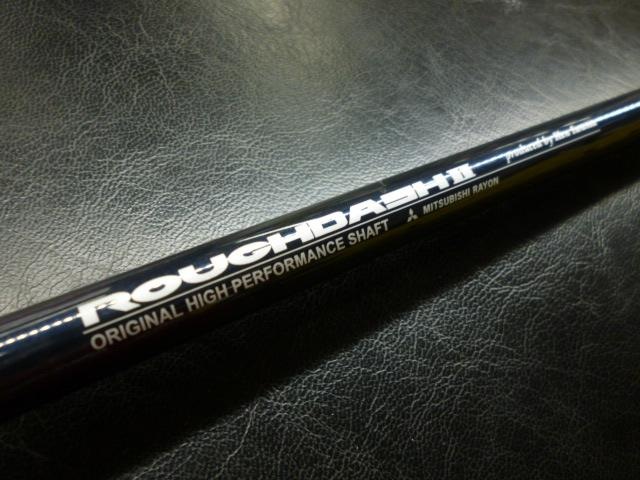 ROUGHDASH II
produced by
ORIGINAL HIGH PERFORMANCE SHAFT
MITSUBISHI RAYON